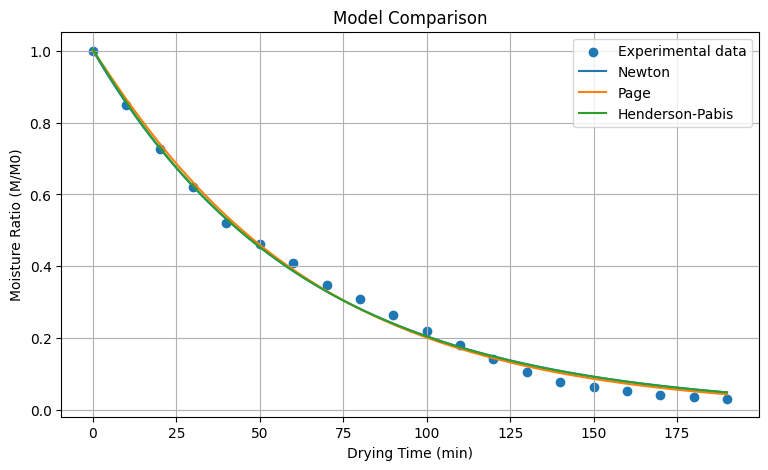 Model Comparison
Experimental data
Newton
Page
Henderson-Pabis
Moisture Ratio (M/M0)
1.0
0.8
0.6
0.4
0.2
0.0
0
25
50
75
100
125
150
175
Drying Time (min)